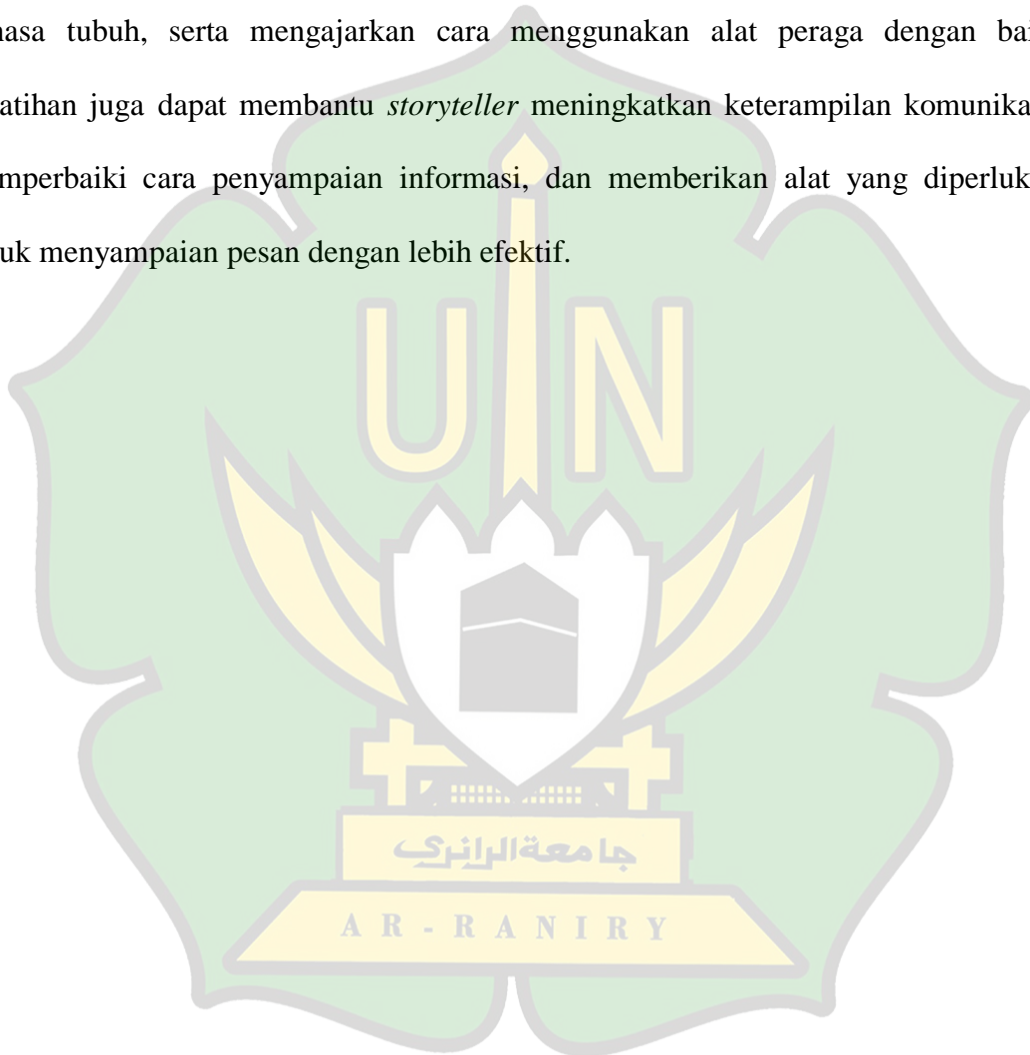 hasa tubuh, serta mengajarkan cara menggunakan alat peraga dengan bai
atihan juga dapat membantu storyteller meningkatkan keterampilan komunika
mperbaiki cara penyampaian informasi, dan memberikan alat yang diperluk
uk menyampaian pesan dengan lebih efektif.
UIN
جامعة الرانري
AR-RANIRY